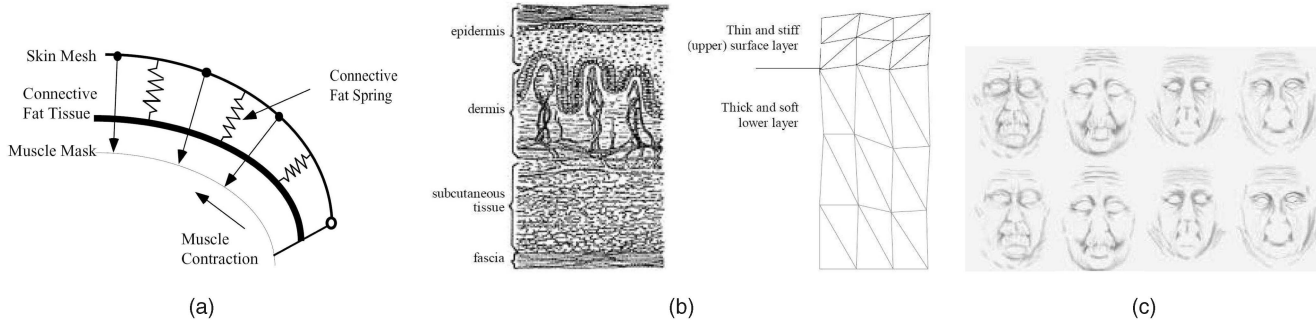 Skin Mesh
Connective
Fat Tissue
Muscle Mask
Connective
Fat Spring
Muscle
Contraction
(a)
epidermis
dermis
subcutaneous
tissue
fascia
Thin and stiff
(upper) surface layer
Thick and soft
lower layer
(b)
(c)